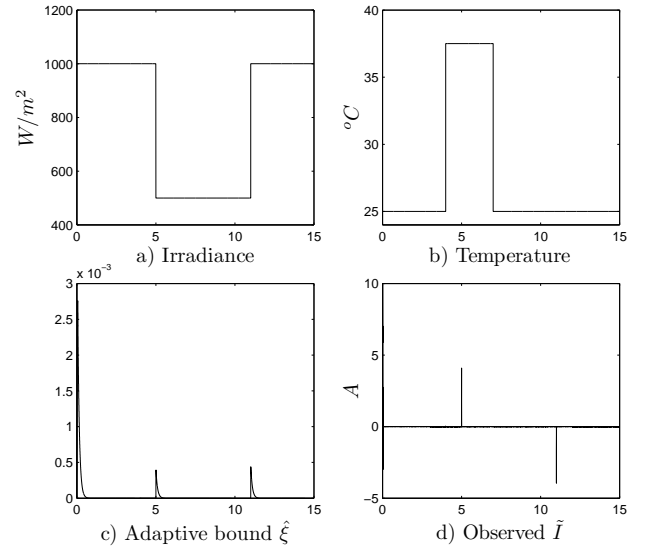 1200
1000
800
600
400
W/m²
0 5 10 15
a) Irradiance
40
35
30
25
°C
0 5 10 15
b) Temperature
x 10⁻³
3
2.5
2
1.5
1
0.5
0
0 5 10 15
c) Adaptive bound ξ̂
10
5
0
−5
A
0 5 10 15
d) Observed Ĩ